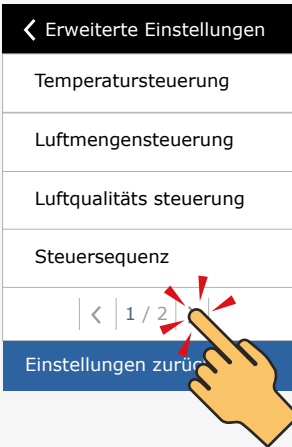 Erweiterte Einstellungen
Temperatursteuerung
Luftmengensteuerung
Luftqualitäts steuerung
Steuersequenz
1 / 2
Einstellungen